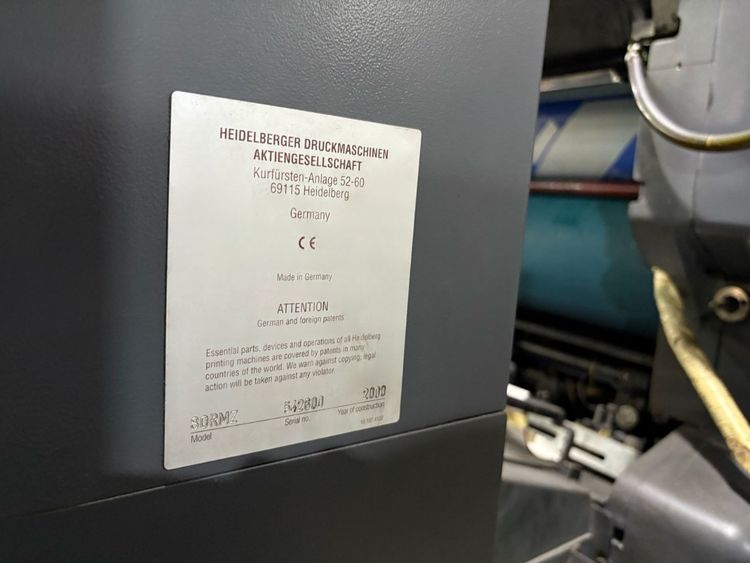 HEIDELBERGER DRUCKMASCHINEN
AKTIENGESELLSCHAFT
Kurfürsten-Anlage 52-60
69115 Heidelberg
Germany
CE
Made in Germany
ATTENTION
German and foreign patents
Essential parts, devices and operations of all Heidelberg
printing machines are covered by patents in many
countries of the world. We warn against copying, legal
action will be taken against any violator.
SORMZ 542600 2000
Model Serial no. Year of construction